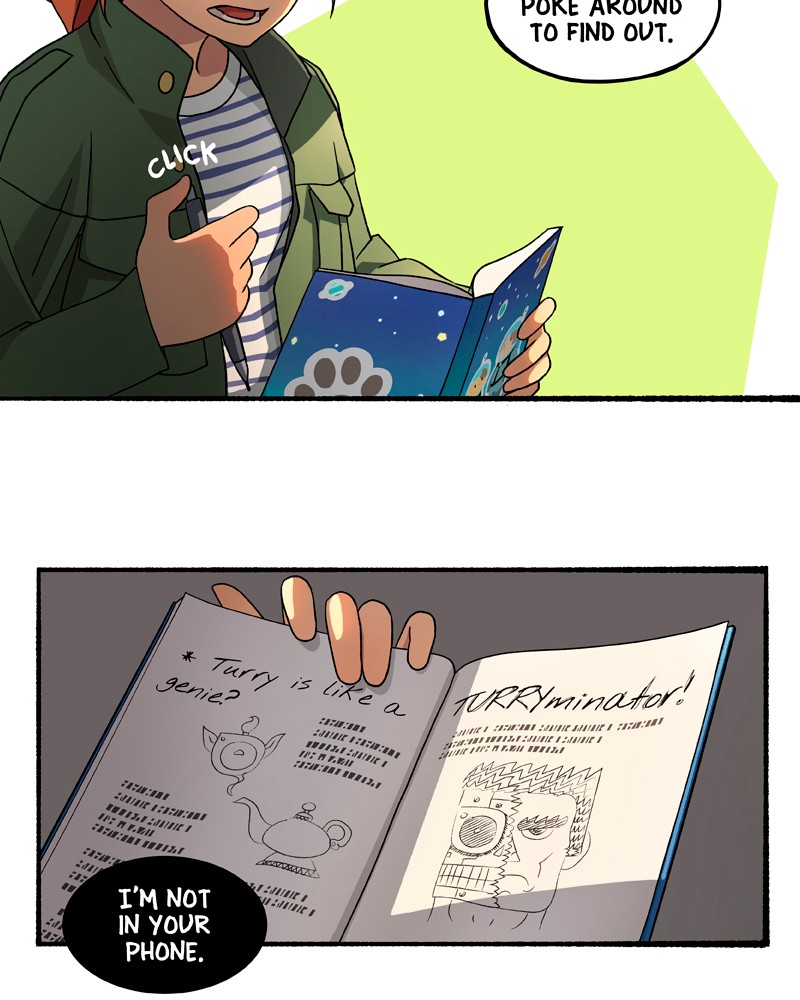 POKE AROUND
TO FIND OUT.
CLICK
* Turry is like a
genie?
TURRYminator!
I'M NOT
IN YOUR
PHONE.